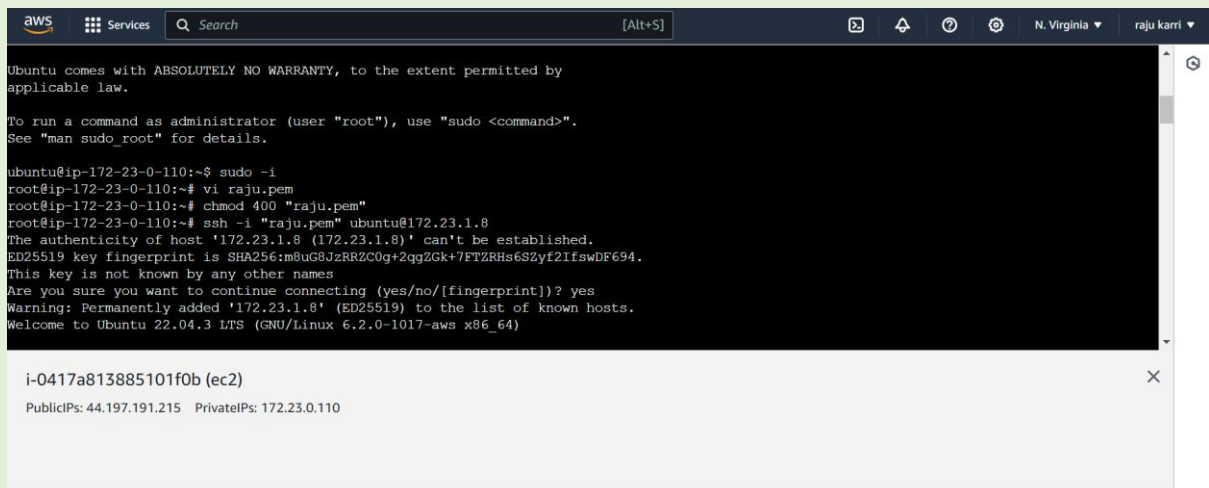 aws Services Search [Alt+S] N. Virginia raju karri
Ubuntu comes with ABSOLUTELY NO WARRANTY, to the extent permitted by
applicable law.
To run a command as administrator (user "root"), use "sudo <command>".
See "man sudo_root" for details.
ubuntu@ip-172-23-0-110:~$ sudo -i
root@ip-172-23-0-110:~# vi raju.pem
root@ip-172-23-0-110:~# chmod 400 "raju.pem"
root@ip-172-23-0-110:~# ssh -i "raju.pem" ubuntu@172.23.1.8
The authenticity of host '172.23.1.8 (172.23.1.8)' can't be established.
ED25519 key fingerprint is SHA256:m8uG8JzRRZC0g+2qgZGk+7FTZRHs6SZyf2IfswDF694.
This key is not known by any other names
Are you sure you want to continue connecting (yes/no/[fingerprint])? yes
Warning: Permanently added '172.23.1.8' (ED25519) to the list of known hosts.
Welcome to Ubuntu 22.04.3 LTS (GNU/Linux 6.2.0-1017-aws x86_64)
i-0417a813885101f0b (ec2)
PublicIPs: 44.197.191.215 PrivateIPs: 172.23.0.110